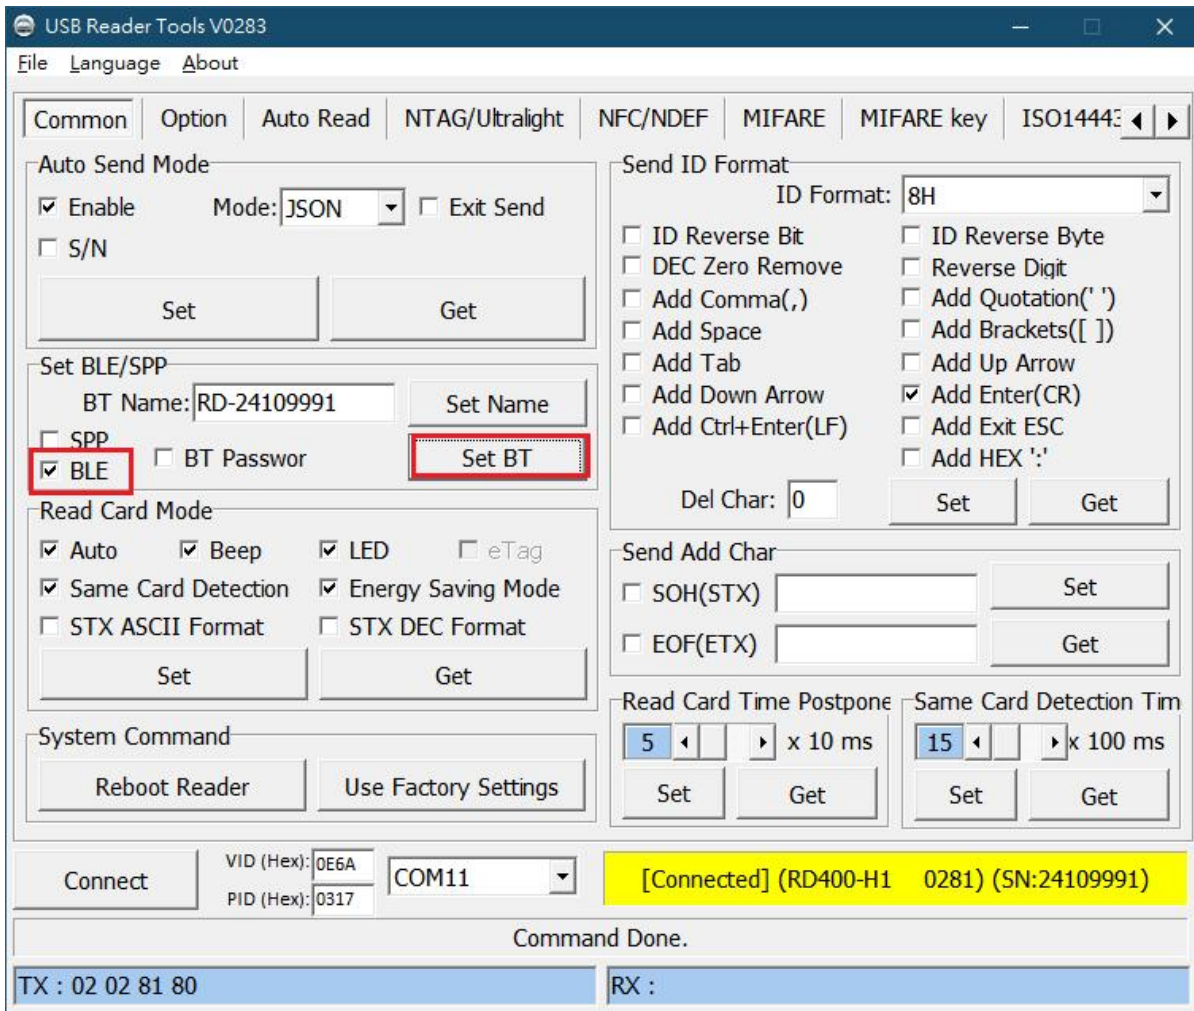 USB Reader Tools V0283
File Language About
Common Option Auto Read NTAG/Ultralight NFC/NDEF MIFARE MIFARE key ISO14443
Auto Send Mode
Enable Mode: JSON Exit Send
S/N
Set Get
Set BLE/SPP
BT Name: RD-24109991 Set Name
SPP
BLE BT Passwor Set BT
Read Card Mode
Auto Beep LED eTag
Same Card Detection Energy Saving Mode
STX ASCII Format STX DEC Format
Set Get
System Command
Reboot Reader Use Factory Settings
Send ID Format
ID Format: 8H
ID Reverse Bit ID Reverse Byte
DEC Zero Remove Reverse Digit
Add Comma(,) Add Quotation(' ')
Add Space Add Brackets([ ])
Add Tab Add Up Arrow
Add Down Arrow Add Enter(CR)
Add Ctrl+Enter(LF) Add Exit ESC
Add HEX ':'
Del Char: 0 Set Get
Send Add Char
SOH(STX) Set
EOF(ETX) Get
Read Card Time Postpone
5 x 10 ms
Set Get
Same Card Detection Tim
15 x 100 ms
Set Get
Connect VID (Hex): 0E6A COM11 [Connected] (RD400-H1 0281) (SN:24109991)
PID (Hex): 0317
Command Done.
TX : 02 02 81 80 RX :